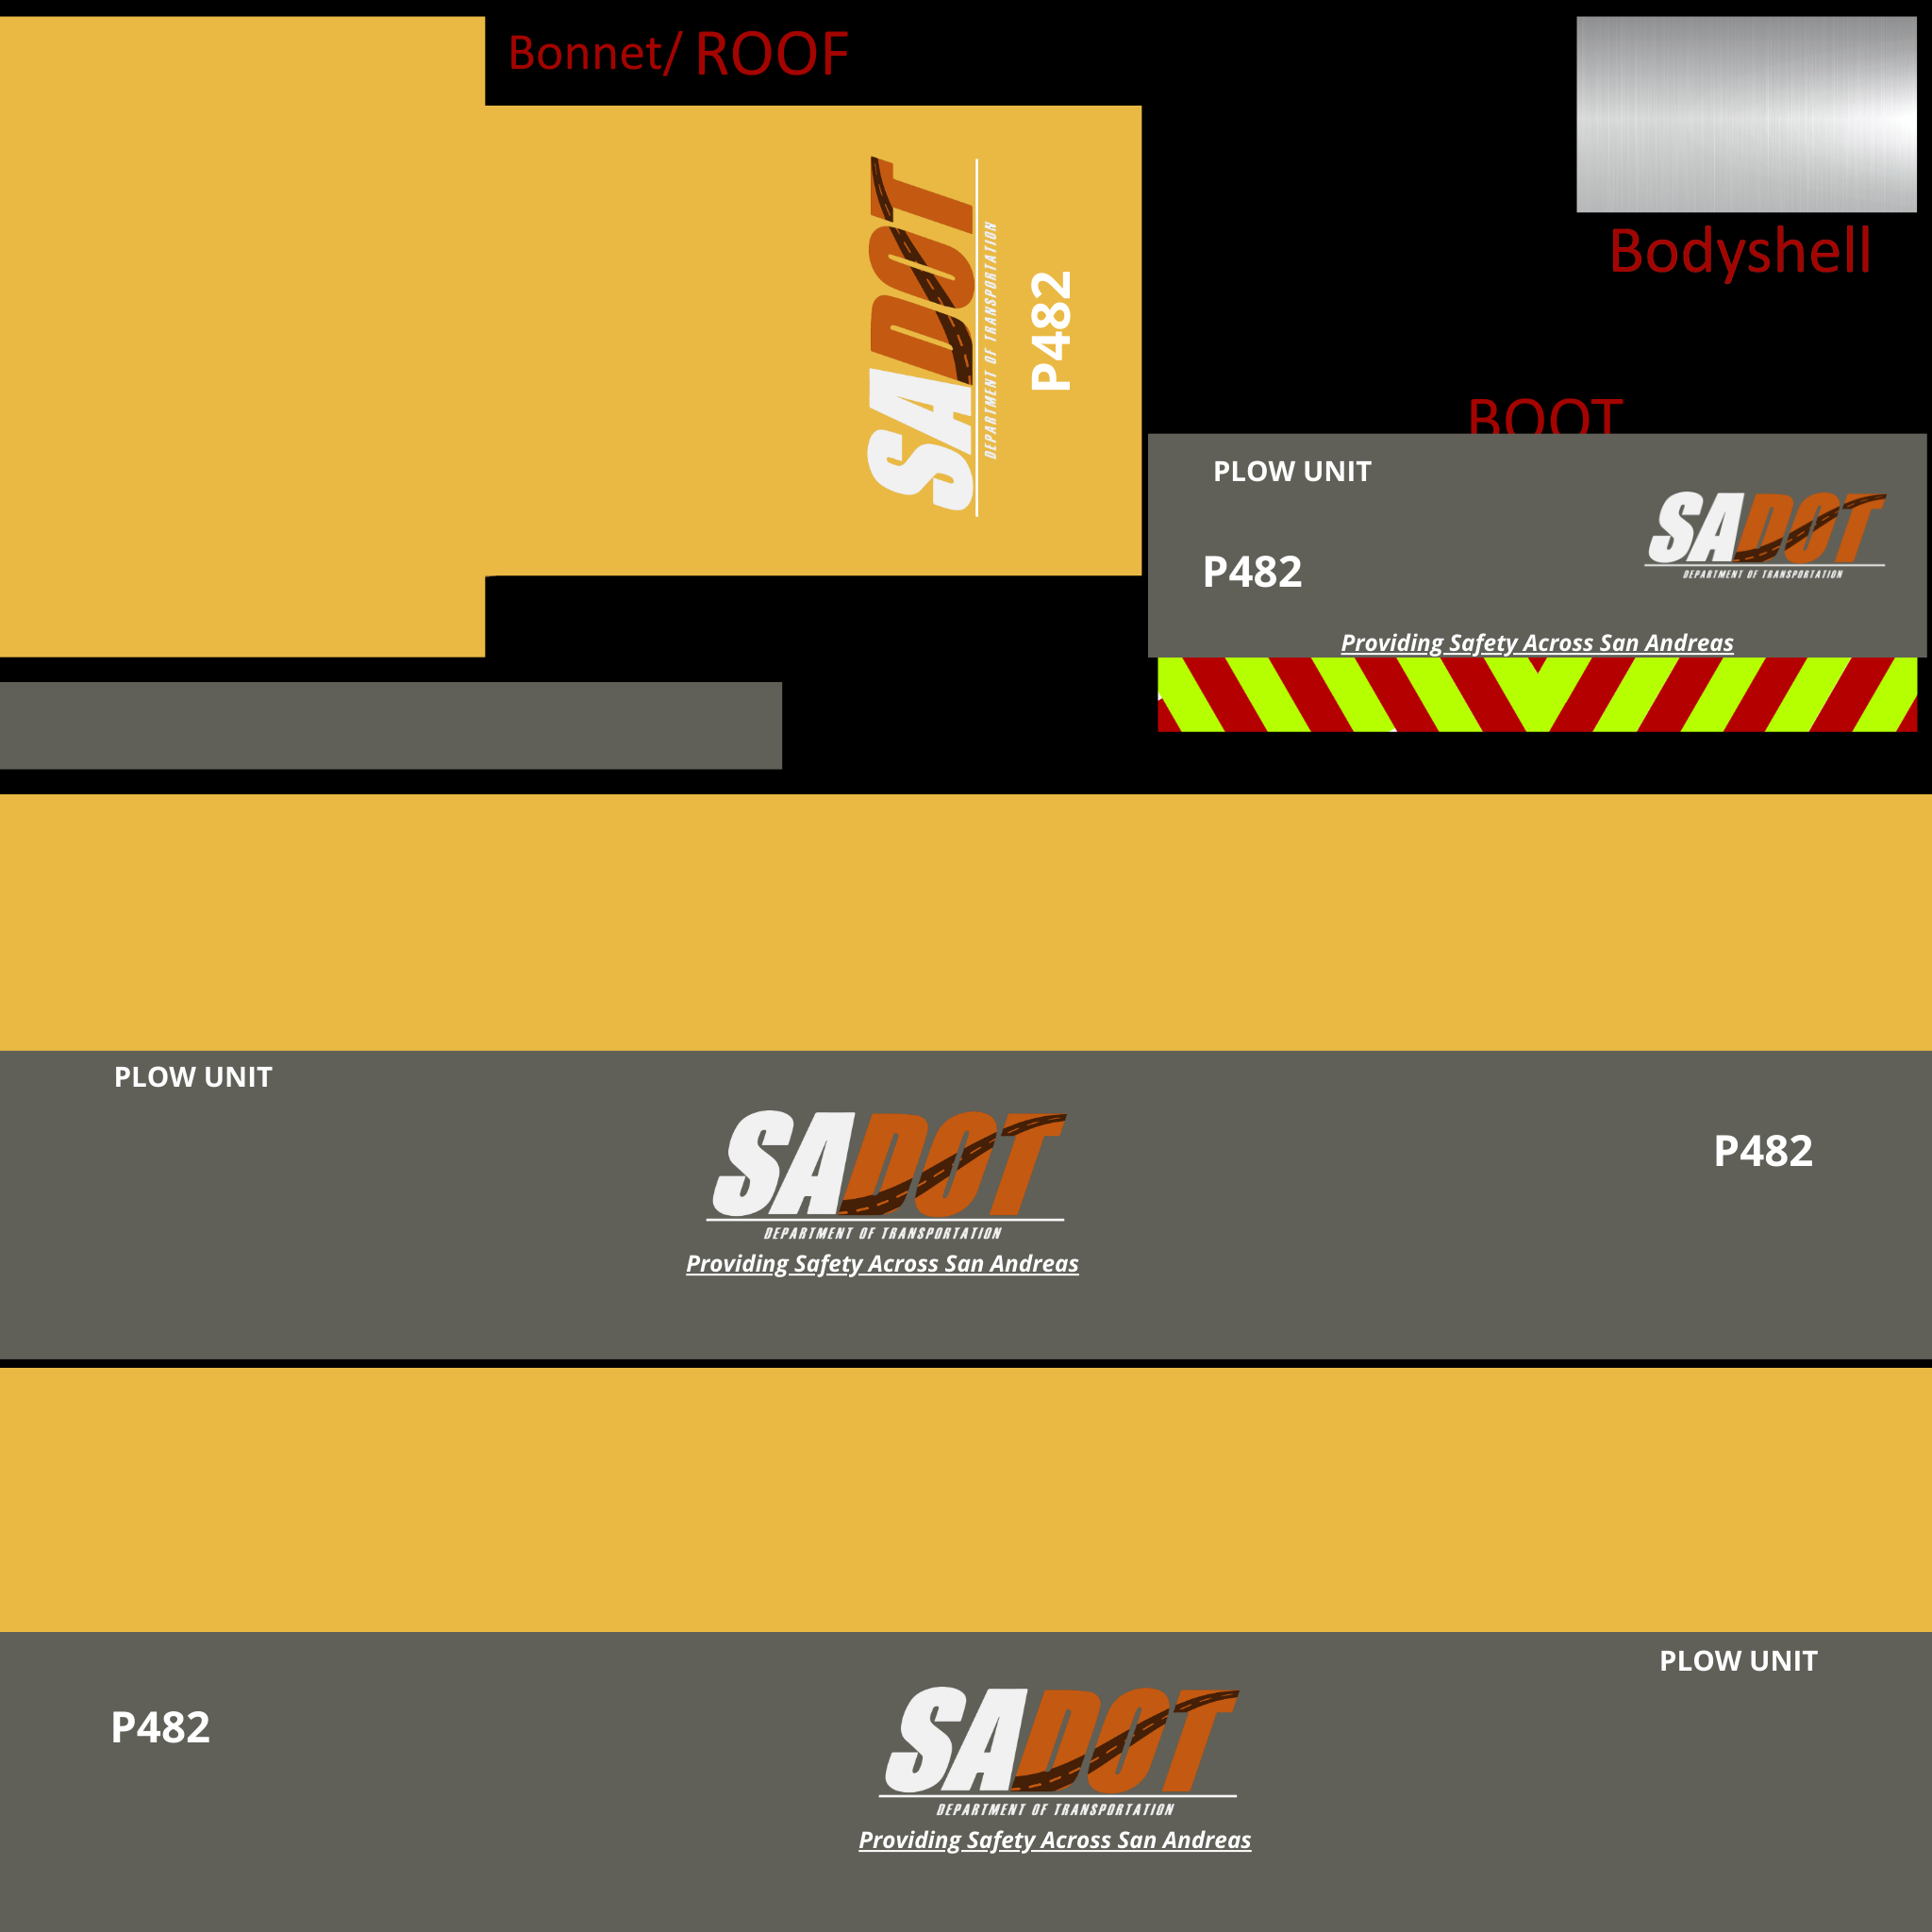 Bonnet/ ROOF
Bodyshell
SADOT
DEPARTMENT OF TRANSPORTATION
P482
BOOT
PLOW UNIT
SADOT
DEPARTMENT OF TRANSPORTATION
P482
Providing Safety Across San Andreas
PLOW UNIT
SADOT
DEPARTMENT OF TRANSPORTATION
Providing Safety Across San Andreas
P482
PLOW UNIT
P482
SADOT
DEPARTMENT OF TRANSPORTATION
Providing Safety Across San Andreas